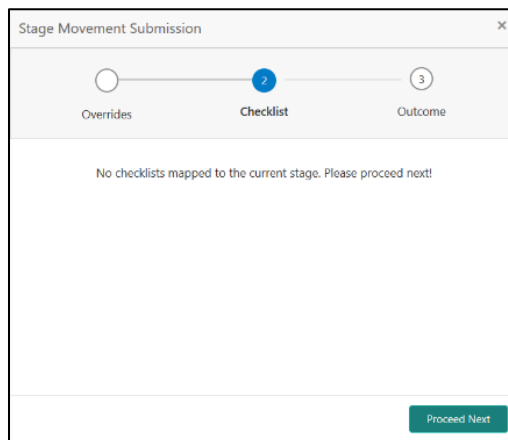 Stage Movement Submission ×
2 3
Overrides Checklist Outcome
No checklists mapped to the current stage. Please proceed next!
Proceed Next